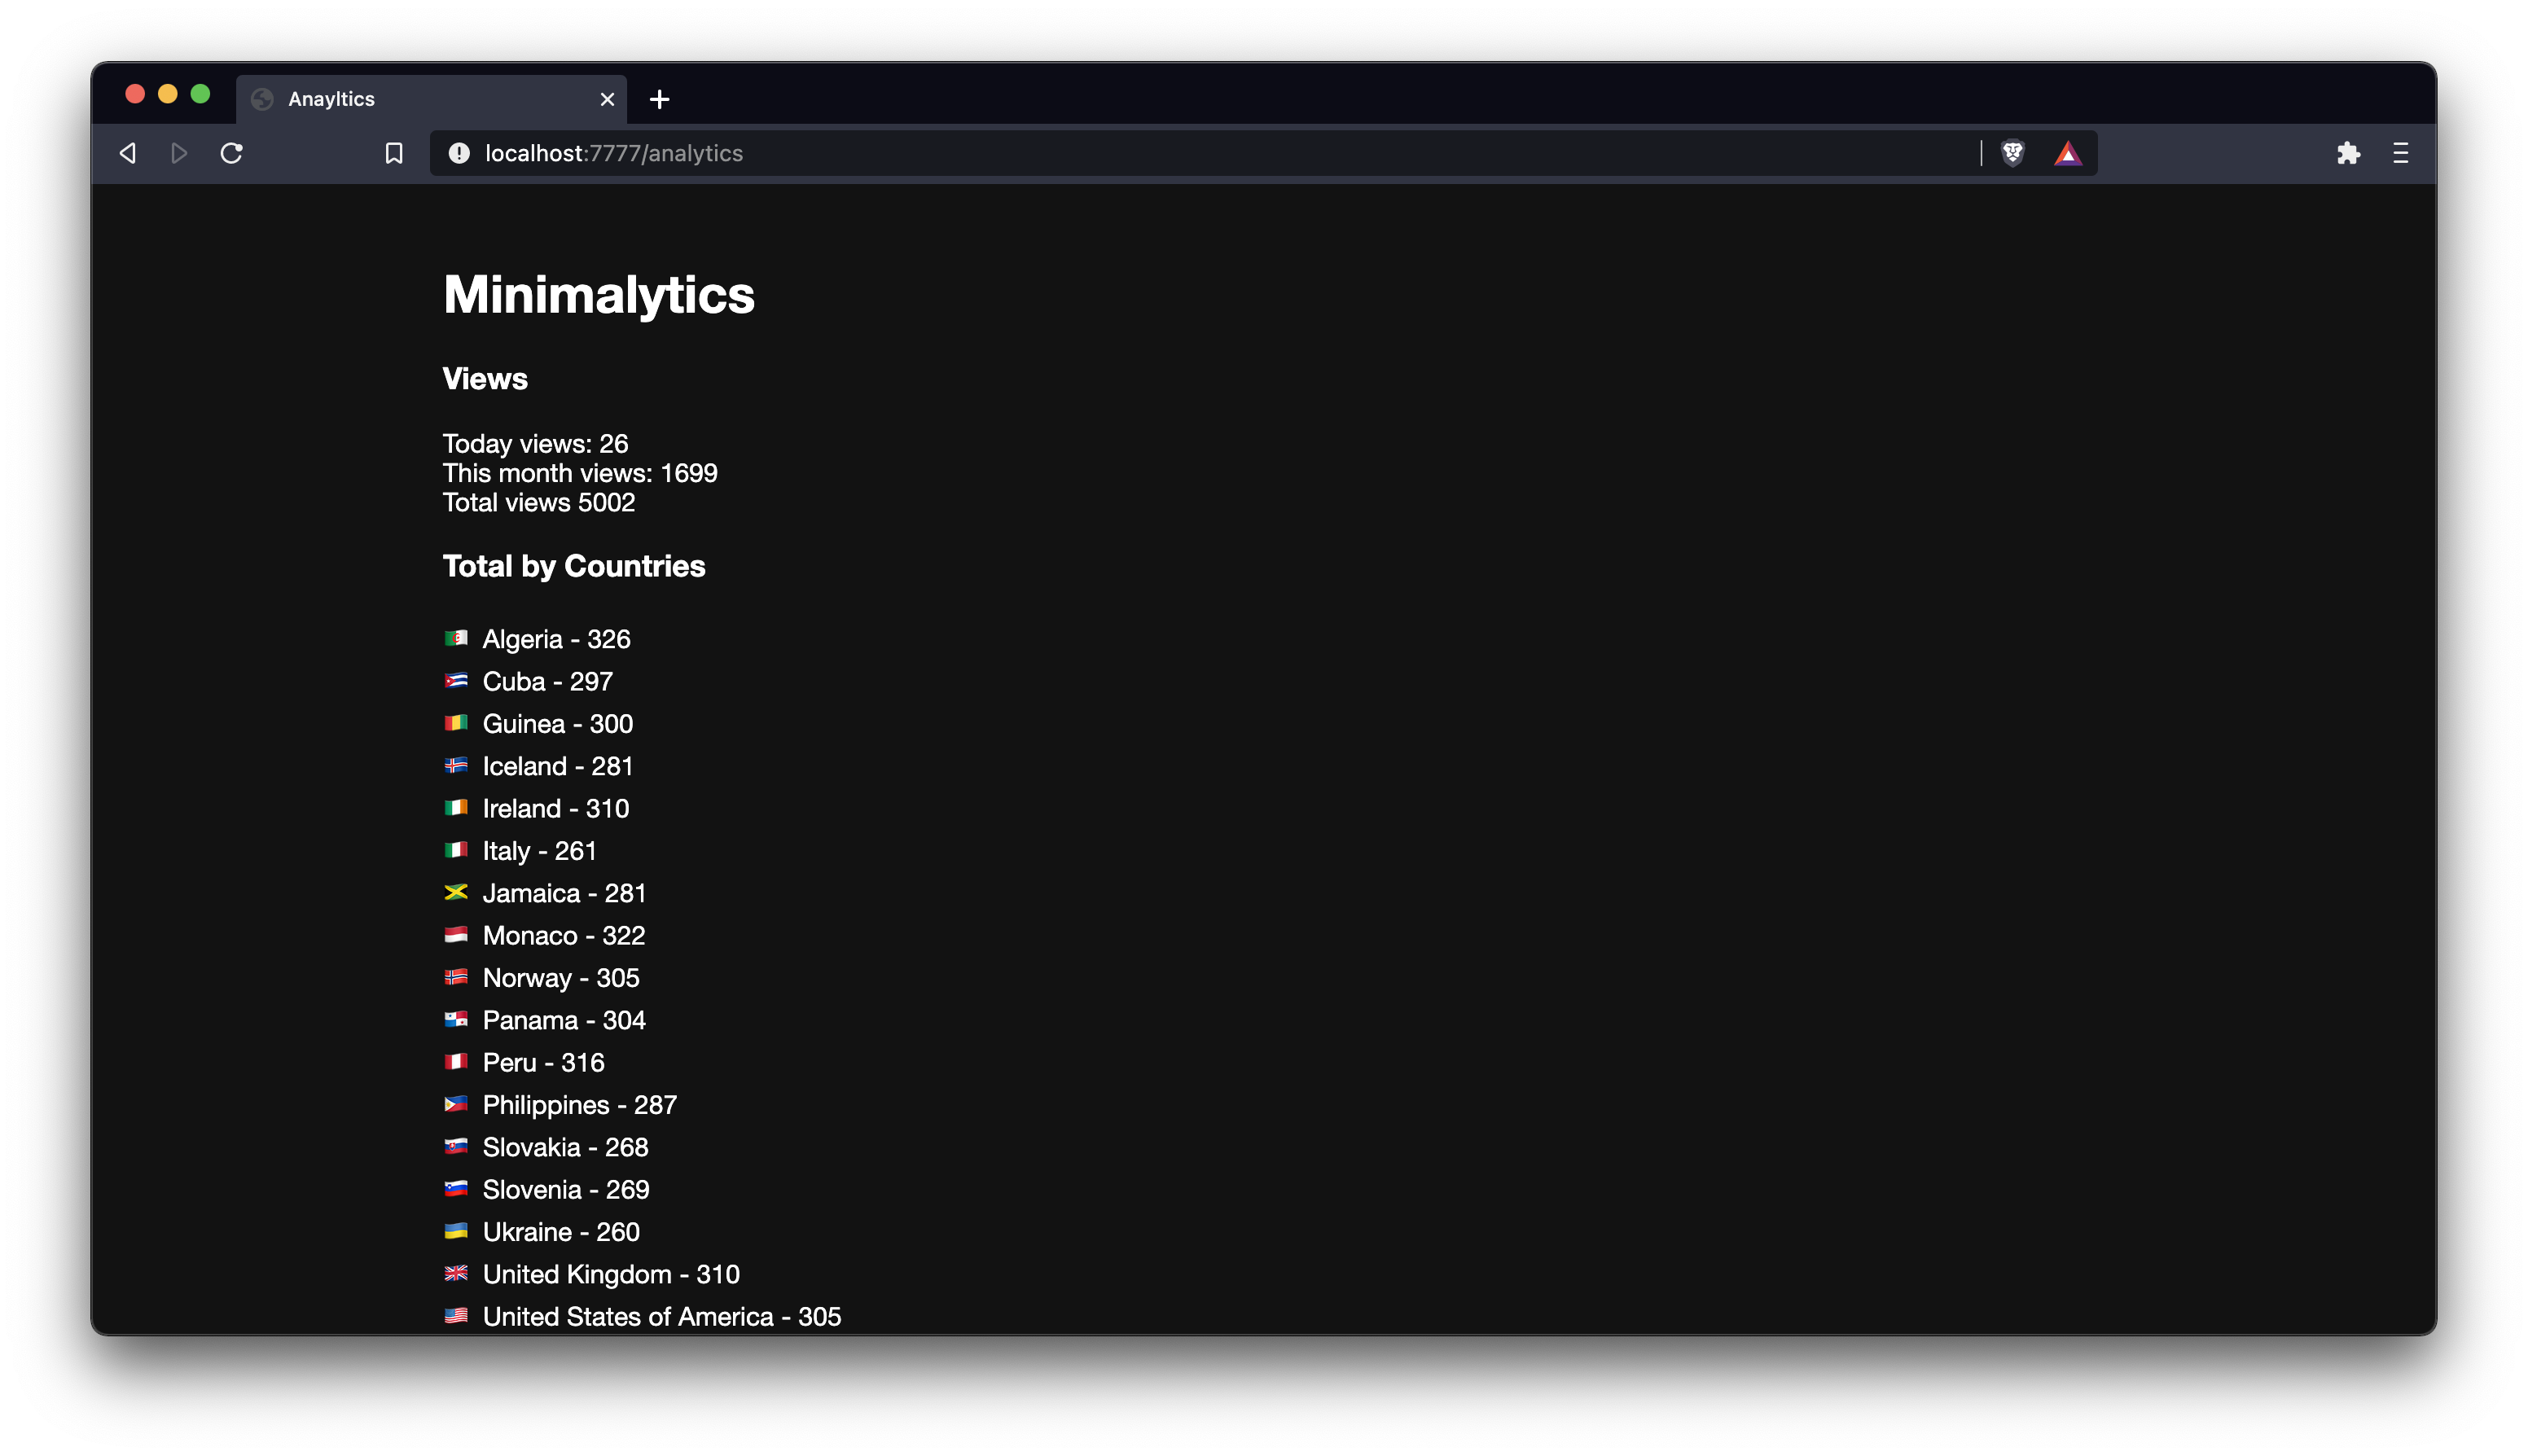 Anayltics
localhost:7777/analytics
Minimalytics
Views
Today views: 26
This month views: 1699
Total views 5002
Total by Countries
Algeria - 326
Cuba - 297
Guinea - 300
Iceland - 281
Ireland - 310
Italy - 261
Jamaica - 281
Monaco - 322
Norway - 305
Panama - 304
Peru - 316
Philippines - 287
Slovakia - 268
Slovenia - 269
Ukraine - 260
United Kingdom - 310
United States of America - 305